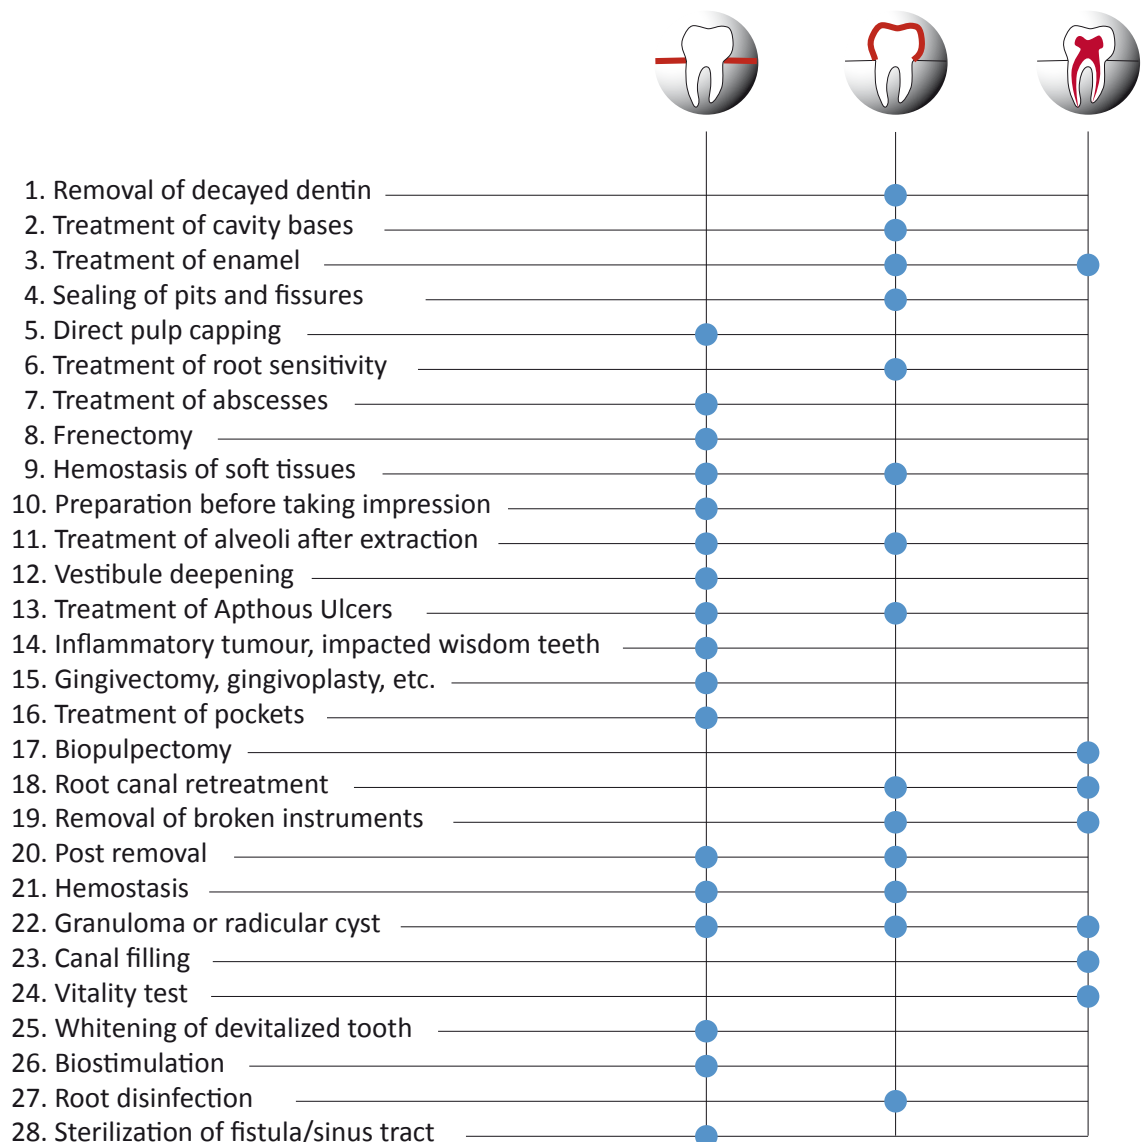 1. Removal of decayed dentin
2. Treatment of cavity bases
3. Treatment of enamel
4. Sealing of pits and fissures
5. Direct pulp capping
6. Treatment of root sensitivity
7. Treatment of abscesses
8. Frenectomy
9. Hemostasis of soft tissues
10. Preparation before taking impression
11. Treatment of alveoli after extraction
12. Vestibule deepening
13. Treatment of Apthous Ulcers
14. Inflammatory tumour, impacted wisdom teeth
15. Gingivectomy, gingivoplasty, etc.
16. Treatment of pockets
17. Biopulpectomy
18. Root canal retreatment
19. Removal of broken instruments
20. Post removal
21. Hemostasis
22. Granuloma or radicular cyst
23. Canal filling
24. Vitality test
25. Whitening of devitalized tooth
26. Biostimulation
27. Root disinfection
28. Sterilization of fistula/sinus tract